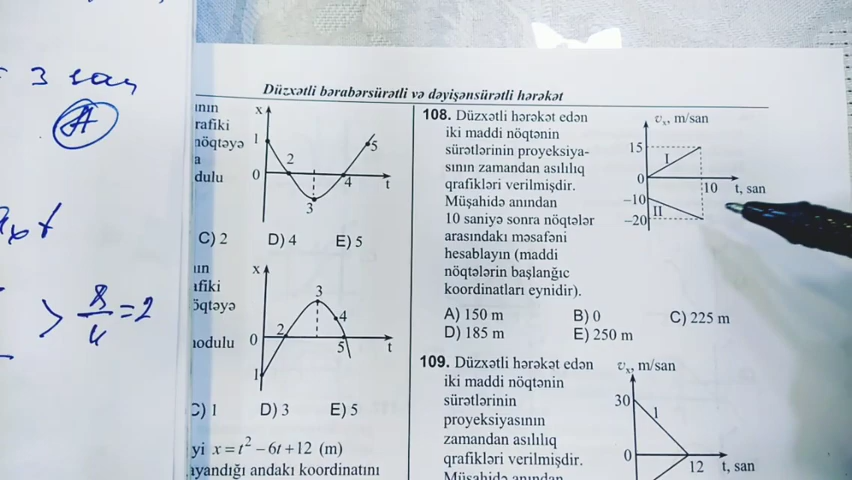 3 san
A
> 8/4 = 2
Düzxətli bərabərsürətli və dəyişənsürətli hərəkət
rafiki
nöqtəyə
a
dulu
x
1
2
0
3
4
5
t
C) 2 D) 4 E) 5
afiki
öqtəyə
nodulu
x
3
4
2
0
5
t
1
C) 1 D) 3 E) 5
yi x = t² – 6t + 12 (m)
ayandığı andakı koordinatını
108. Düzxətli hərəkət edən
iki maddi nöqtənin
sürətlərinin proyeksiya-
sının zamandan asılılıq
qrafikləri verilmişdir.
Müşahidə anından
10 saniyə sonra nöqtələr
arasındakı məsafəni
hesablayın (maddi
nöqtələrin başlanğıc
koordinatları eynidir).
υₓ, m/san
15
I
0
10 t, san
–10
II
–20
A) 150 m B) 0 C) 225 m
D) 185 m E) 250 m
109. Düzxətli hərəkət edən
iki maddi nöqtənin
sürətlərinin
proyeksiyasının
zamandan asılılıq
qrafikləri verilmişdir.
Müşahidə anından
υₓ, m/san
30
1
0
12 t, san